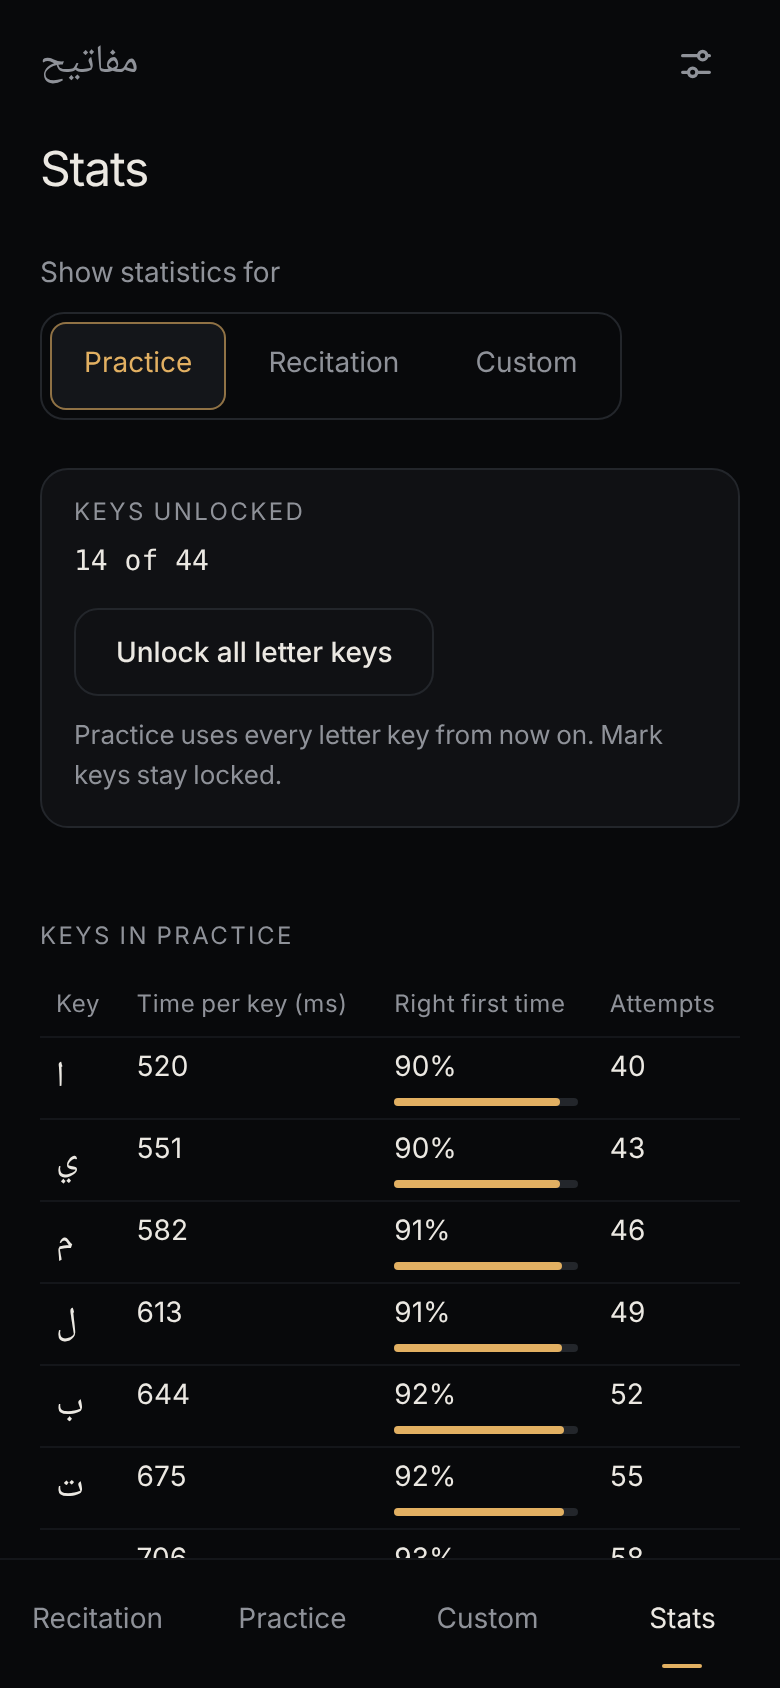 مفاتيح
Stats
Show statistics for
Practice Recitation Custom
KEYS UNLOCKED
14 of 44
Unlock all letter keys
Practice uses every letter key from now on. Mark
keys stay locked.
KEYS IN PRACTICE
Key Time per key (ms) Right first time Attempts
ا 520 90% 40
ي 551 90% 43
م 582 91% 46
ل 613 91% 49
ب 644 92% 52
ت 675 92% 55
706 93% 58
Recitation Practice Custom Stats